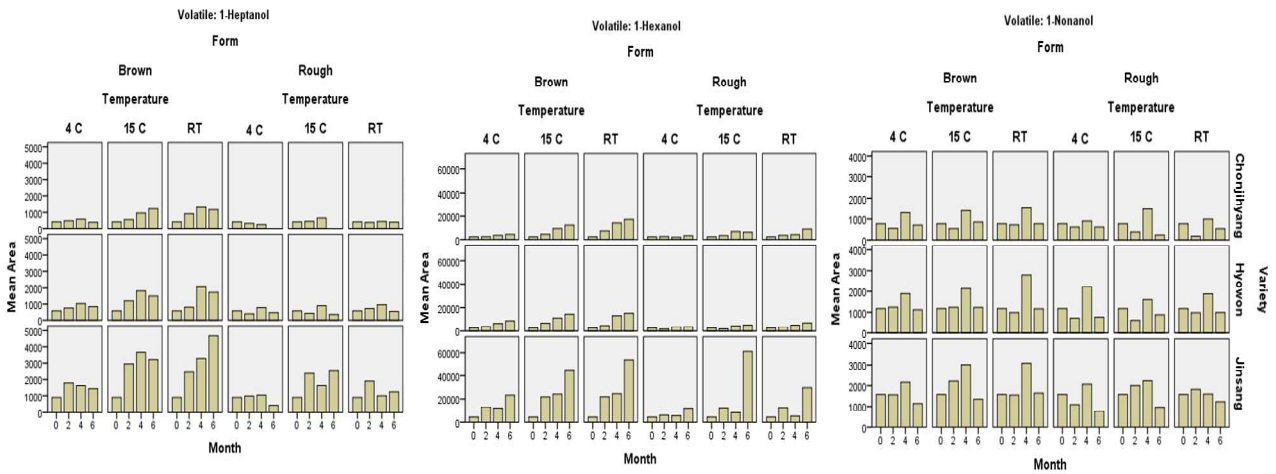 Volatile: 1-Heptanol
Form
Brown Rough
Temperature Temperature
4 C 15 C RT 4 C 15 C RT
5000
4000
3000
2000
1000
0
5000
4000
3000
2000
1000
0
5000
4000
3000
2000
1000
0
Mean Area
0 2 4 6 0 2 4 6 0 2 4 6 0 2 4 6 0 2 4 6 0 2 4 6
Month
Volatile: 1-Hexanol
Form
Brown Rough
Temperature Temperature
4 C 15 C RT 4 C 15 C RT
60000
40000
20000
0
60000
40000
20000
0
60000
40000
20000
0
Mean Area
0 2 4 6 0 2 4 6 0 2 4 6 0 2 4 6 0 2 4 6 0 2 4 6
Month
Volatile: 1-Nonanol
Form
Brown Rough
Temperature Temperature
4 C 15 C RT 4 C 15 C RT
4000
3000
2000
1000
0
4000
3000
2000
1000
0
4000
3000
2000
1000
0
Mean Area
Hyowon
Jinsang
Variety
0 2 4 6 0 2 4 6 0 2 4 6 0 2 4 6 0 2 4 6 0 2 4 6
Month